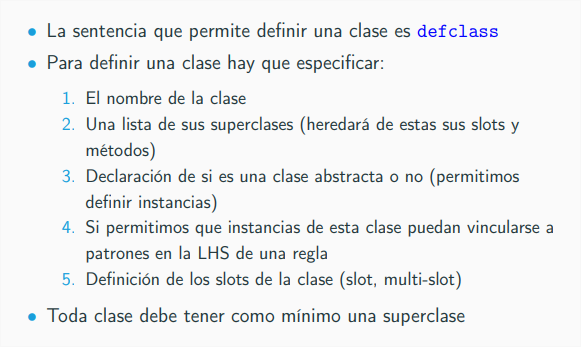 • La sentencia que permite definir una clase es defclass
• Para definir una clase hay que especificar:
1. El nombre de la clase
2. Una lista de sus superclases (heredará de estas sus slots y
métodos)
3. Declaración de si es una clase abstracta o no (permitimos
definir instancias)
4. Si permitimos que instancias de esta clase puedan vincularse a
patrones en la LHS de una regla
5. Definición de los slots de la clase (slot, multi-slot)
• Toda clase debe tener como mínimo una superclase